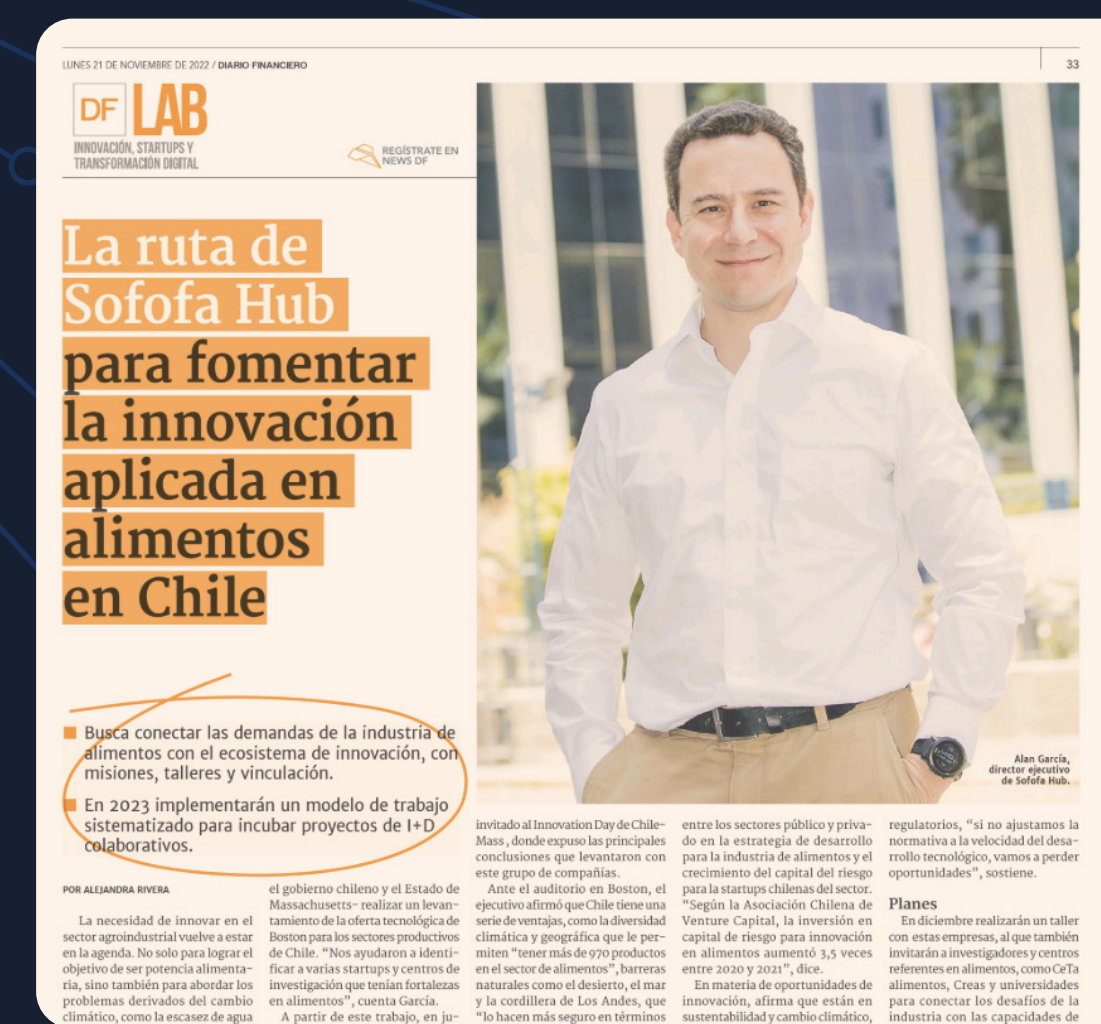 LUNES 21 DE NOVIEMBRE DE 2022 / DIARIO FINANCIERO
33
DF LAB
INNOVACIÓN, STARTUPS Y
TRANSFORMACIÓN DIGITAL
REGÍSTRATE EN
NEWS DF
La ruta de
Sofofa Hub
para fomentar
la innovación
aplicada en
alimentos
en Chile
Busca conectar las demandas de la industria de
alimentos con el ecosistema de innovación, con
misiones, talleres y vinculación.
En 2023 implementarán un modelo de trabajo
sistematizado para incubar proyectos de I+D
colaborativos.
Alan García,
director ejecutivo
de Sofofa Hub.
POR ALEJANDRA RIVERA
La necesidad de innovar en el
sector agroindustrial vuelve a estar
en la agenda. No solo para lograr el
objetivo de ser potencia alimenta-
ria, sino también para abordar los
problemas derivados del cambio
climático, como la escasez de agua
el gobierno chileno y el Estado de
Massachusetts- realizar un levan-
tamiento de la oferta tecnológica de
Boston para los sectores productivos
de Chile. “Nos ayudaron a identi-
ficar a varias startups y centros de
investigación que tenían fortalezas
en alimentos”, cuenta García.
A partir de este trabajo, en ju-
invitado al Innovation Day de Chile-
Mass , donde expuso las principales
conclusiones que levantaron con
este grupo de compañías.
Ante el auditorio en Boston, el
ejecutivo afirmó que Chile tiene una
serie de ventajas, como la diversidad
climática y geográfica que le per-
miten “tener más de 970 productos
en el sector de alimentos”, barreras
naturales como el desierto, el mar
y la cordillera de Los Andes, que
“lo hacen más seguro en términos
entre los sectores público y priva-
do en la estrategia de desarrollo
para la industria de alimentos y el
crecimiento del capital del riesgo
para la startups chilenas del sector.
“Según la Asociación Chilena de
Venture Capital, la inversión en
capital de riesgo para innovación
en alimentos aumentó 3,5 veces
entre 2020 y 2021”, dice.
En materia de oportunidades de
innovación, afirma que están en
sustentabilidad y cambio climático,
regulatorios, “si no ajustamos la
normativa a la velocidad del desa-
rrollo tecnológico, vamos a perder
oportunidades”, sostiene.
Planes
En diciembre realizarán un taller
con estas empresas, al que también
invitarán a investigadores y centros
referentes en alimentos, como CeTa
alimentos, Creas y universidades
para conectar los desafíos de la
industria con las capacidades de